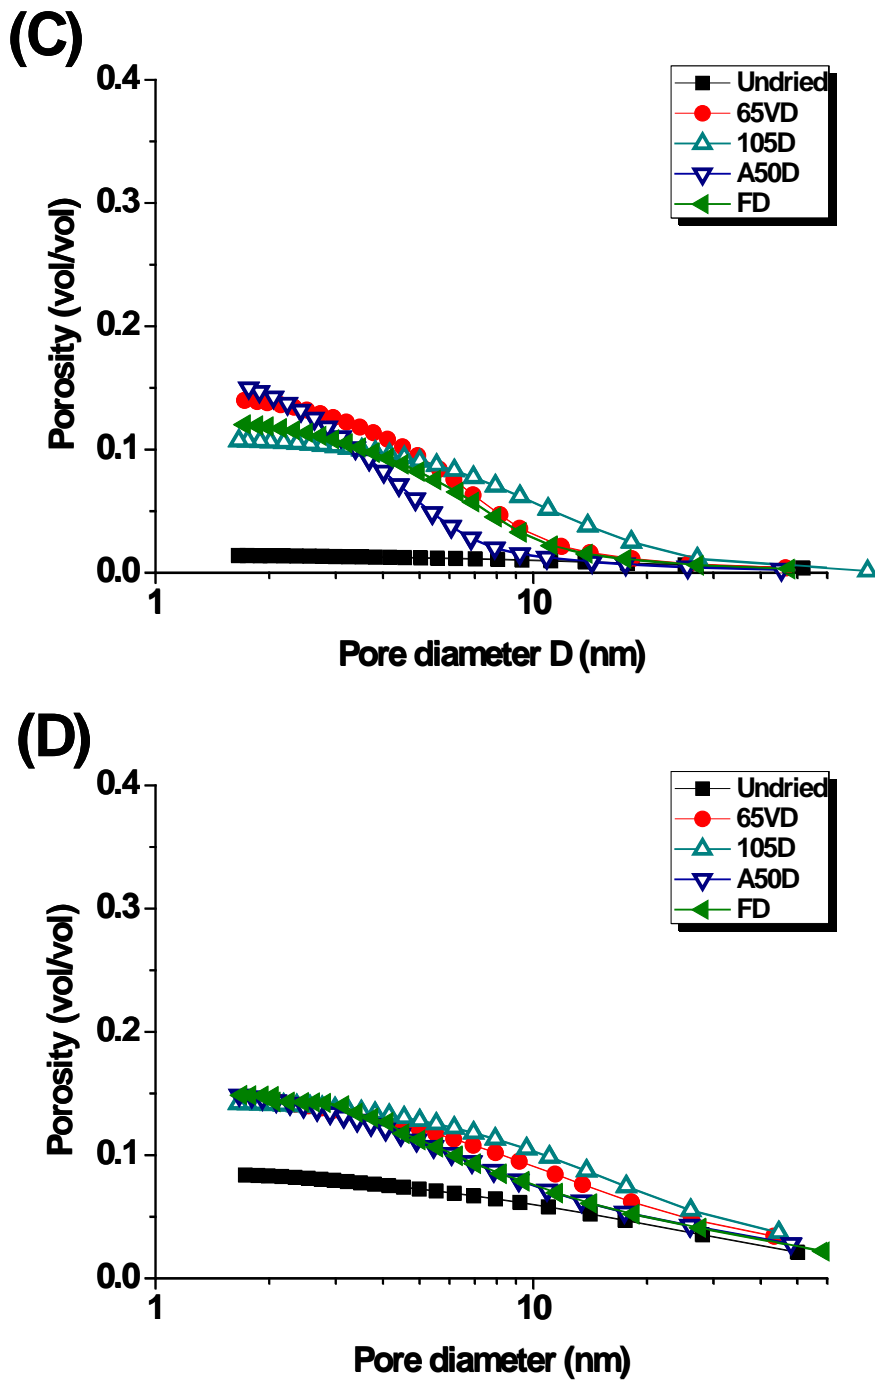 (C)
0.4
0.3
0.2
0.1
0.0
Porosity (vol/vol)
1
10
Pore diameter D (nm)
Undried
65VD
105D
A50D
FD
(D)
0.4
0.3
0.2
0.1
0.0
Porosity (vol/vol)
1
10
Pore diameter (nm)
Undried
65VD
105D
A50D
FD